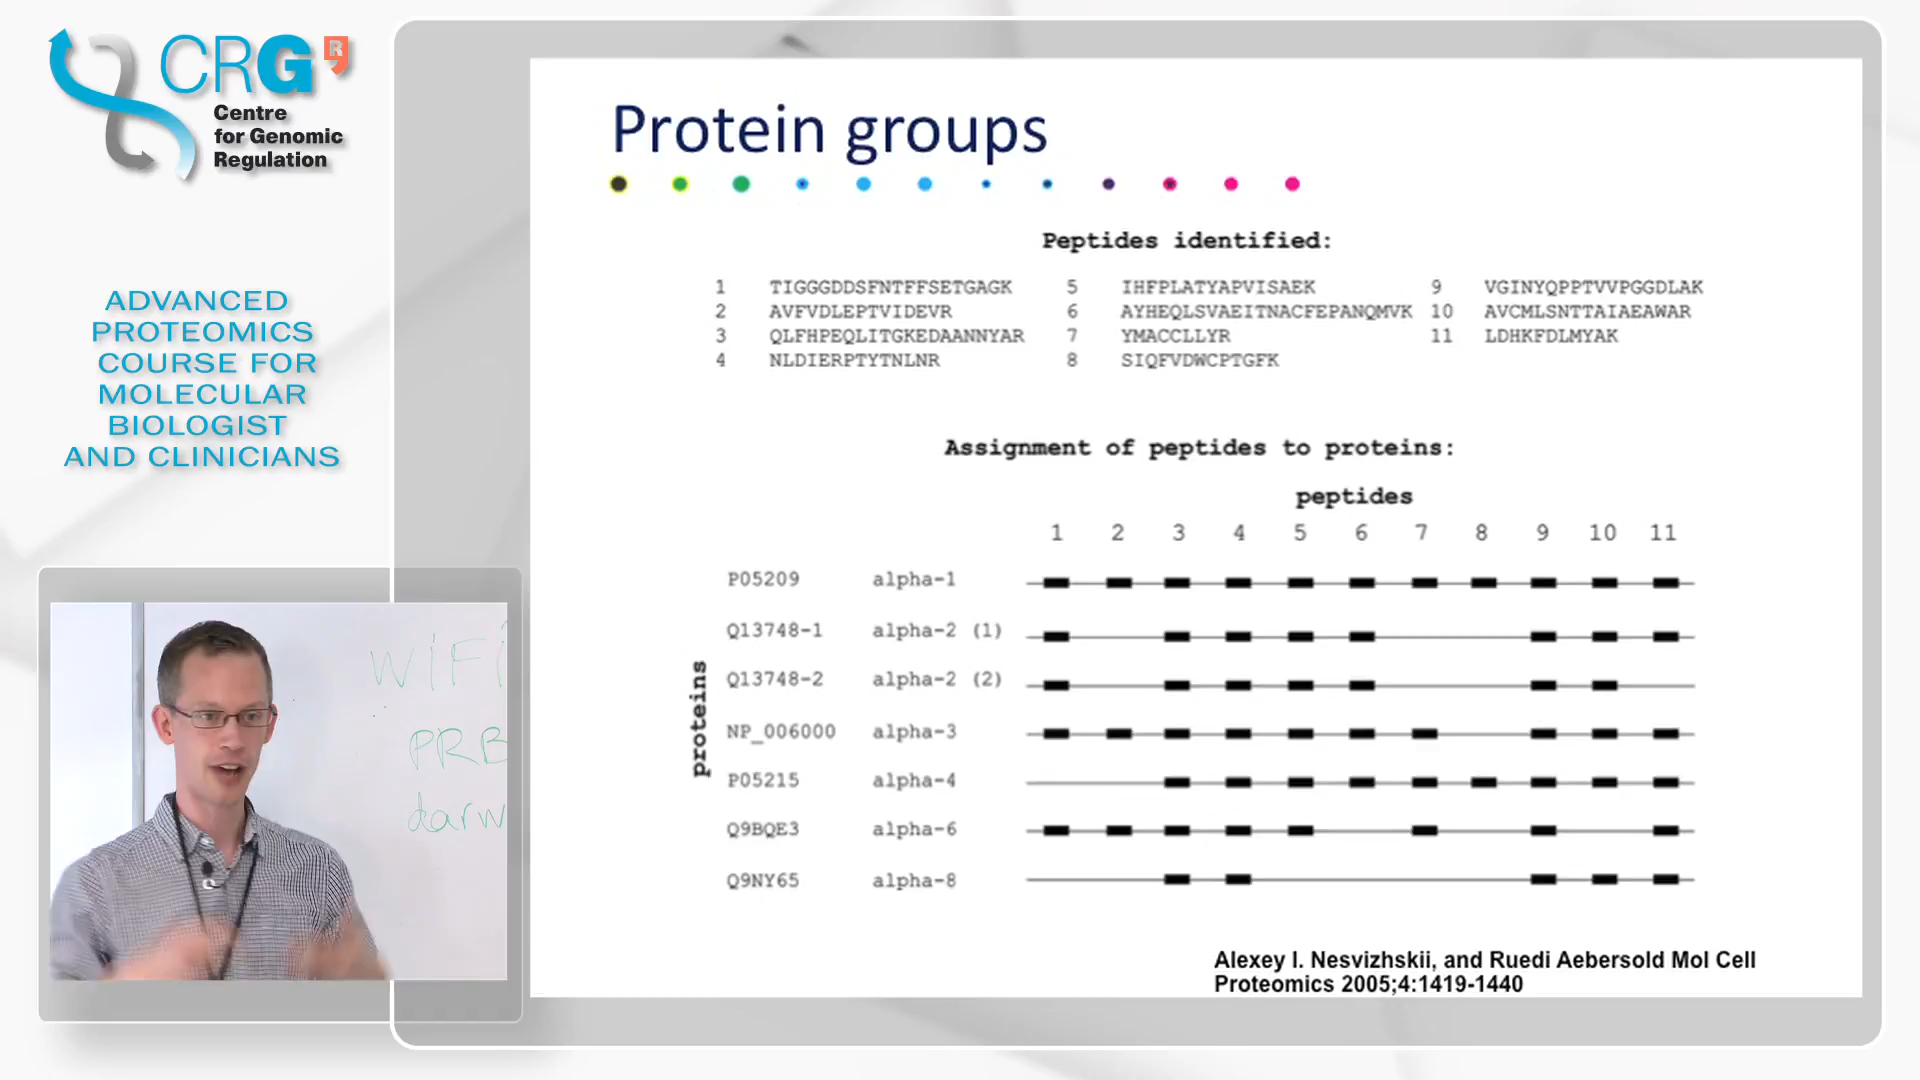 CRG
R
Centre
for Genomic
Regulation
ADVANCED
PROTEOMICS
COURSE FOR
MOLECULAR
BIOLOGIST
AND CLINICIANS
WiFi
PRB
darw
Protein groups
Peptides identified:
1 TIGGGDDSFNTFFSETGAGK 5 IHFPLATYAPVISAEK 9 VGINYQPPTVVPGGDLAK
2 AVFVDLEPTVIDEVR 6 AYHEQLSVAEITNACFEPANQMVK 10 AVCMLSNTTAIAEAWAR
3 QLFHPEQLITGKEDAANNYAR 7 YMACCLLYR 11 LDHKFDLMYAK
4 NLDIERPTYTNLNR 8 SIQFVDWCPTGFK
Assignment of peptides to proteins:
peptides
1 2 3 4 5 6 7 8 9 10 11
proteins
P05209 alpha-1
Q13748-1 alpha-2 (1)
Q13748-2 alpha-2 (2)
NP_006000 alpha-3
P05215 alpha-4
Q9BQE3 alpha-6
Q9NY65 alpha-8
Alexey I. Nesvizhskii, and Ruedi Aebersold Mol Cell
Proteomics 2005;4:1419-1440